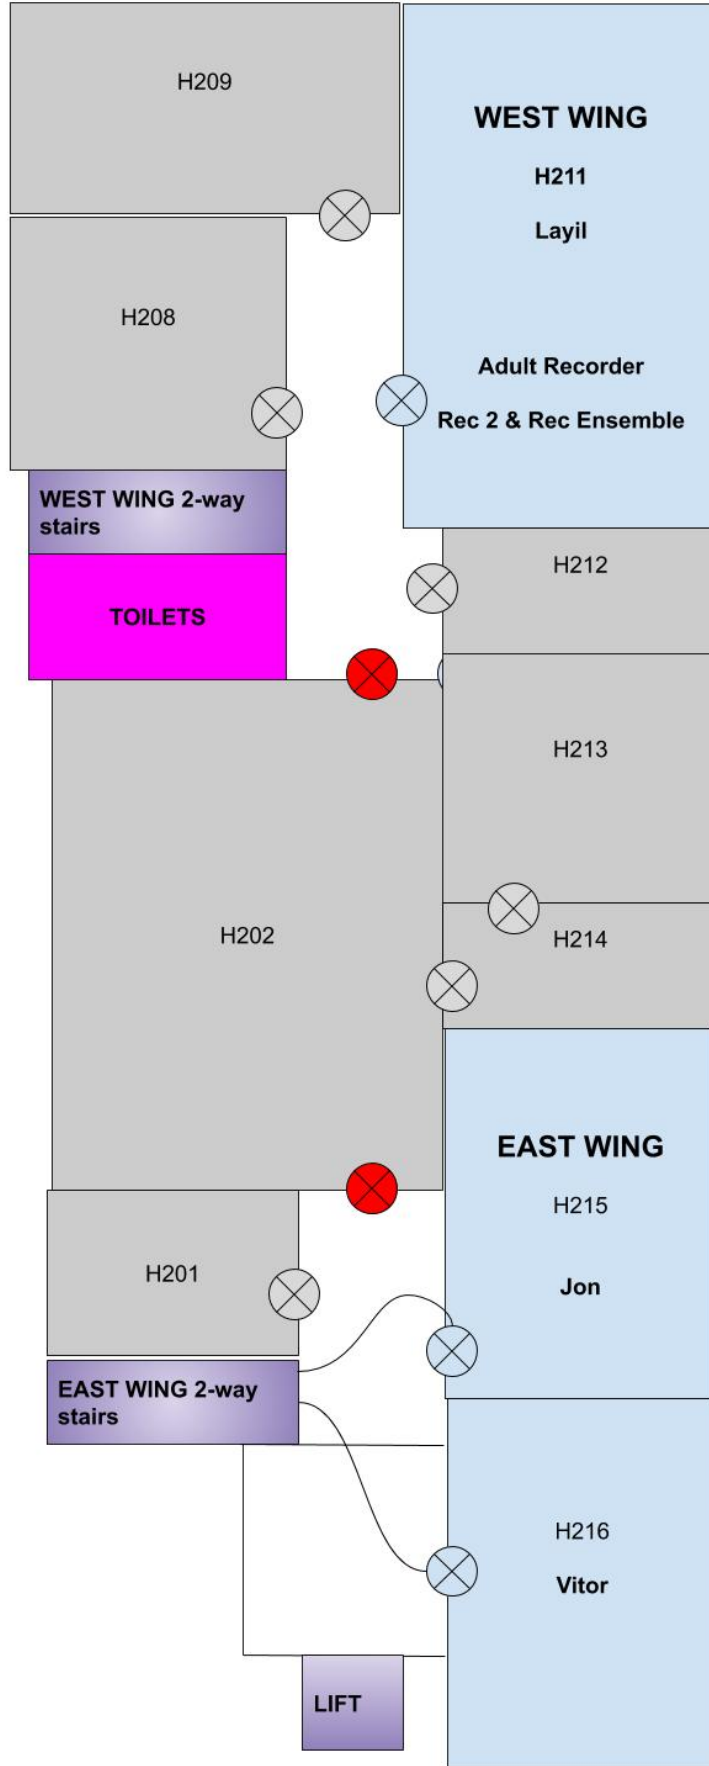 H209
WEST WING
H211
Layil
H208
Adult Recorder
Rec 2 & Rec Ensemble
WEST WING 2-way
stairs
H212
TOILETS
H213
H202
H214
EAST WING
H215
H201
Jon
EAST WING 2-way
stairs
H216
Vitor
LIFT